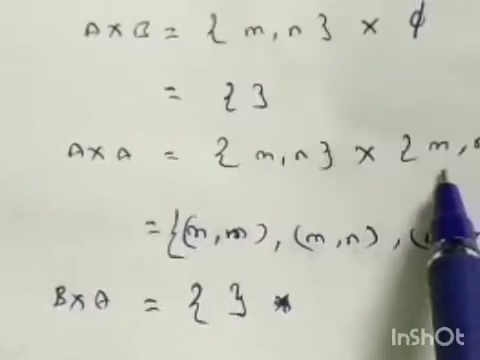 A × B = { m, n } × φ
= { }
A × A = { m, n } × { m,
= {(m, m), (m, n), (
B × A = { }
InShOt